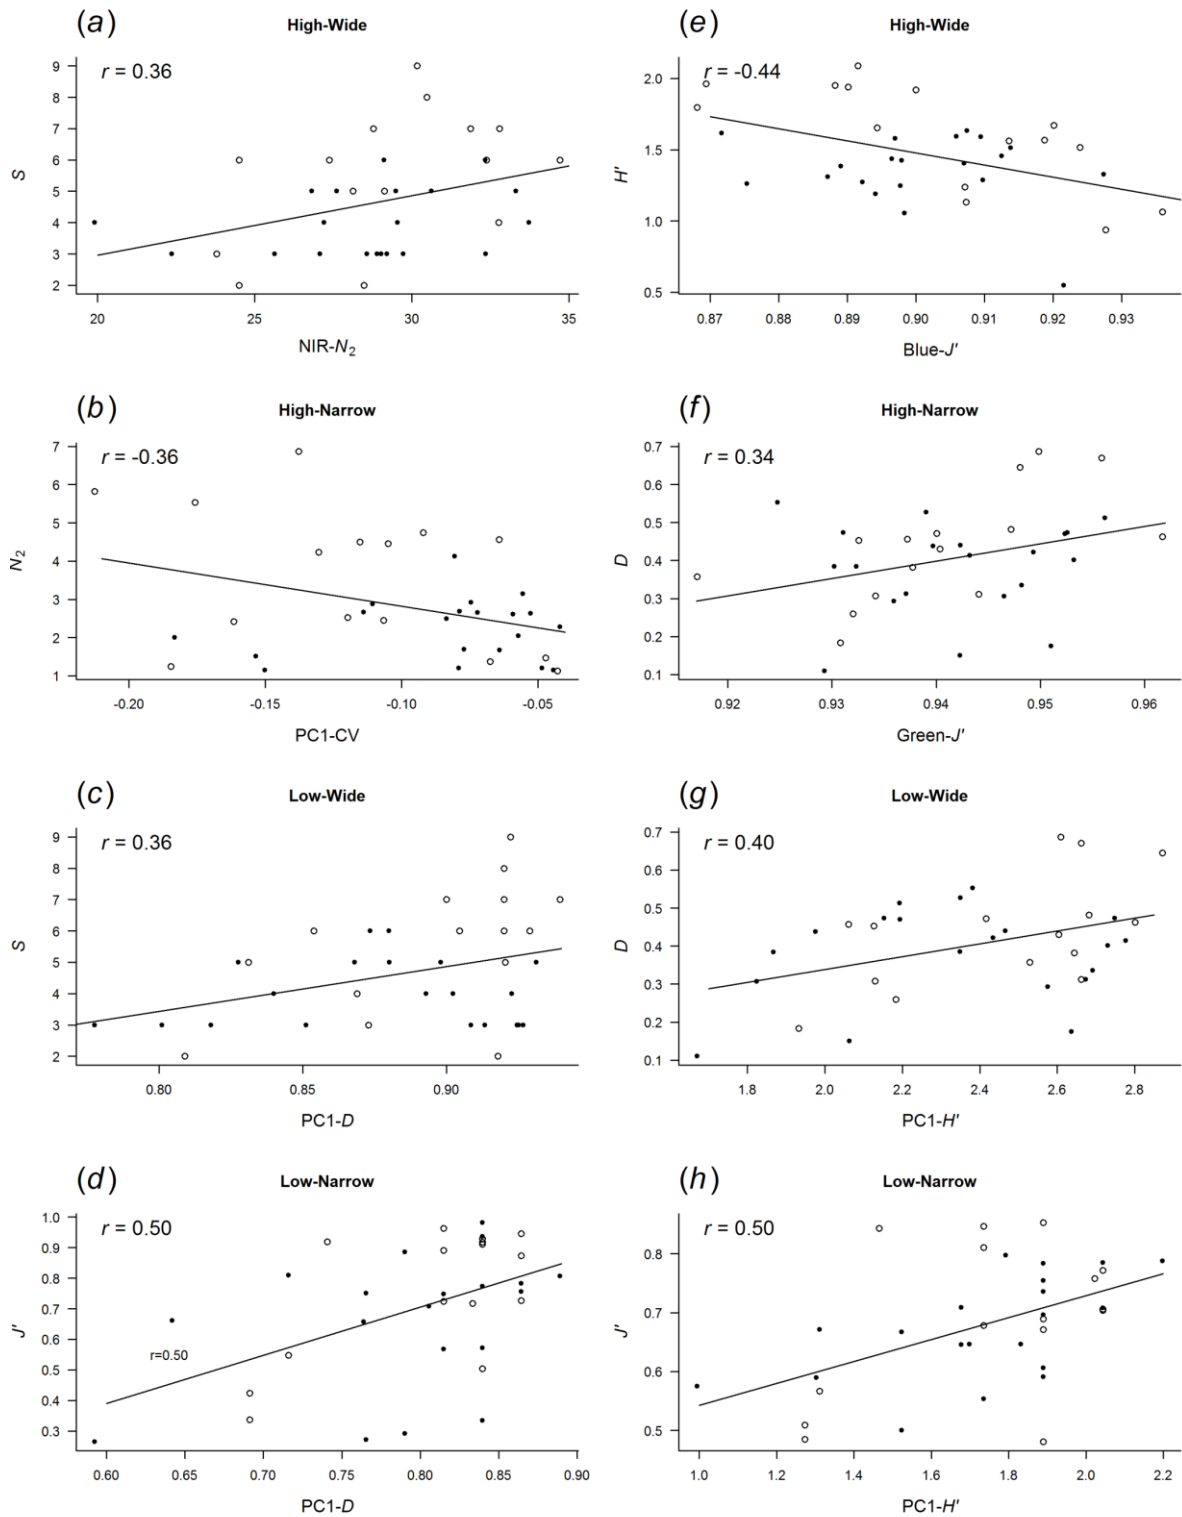 (a)
High-Wide
r = 0.36
9
8
7
6
5
4
3
2
S
20 25 30 35
NIR-N₂
(b)
High-Narrow
r = -0.36
7
6
5
4
3
2
1
N₂
-0.20 -0.15 -0.10 -0.05
PC1-CV
(c)
Low-Wide
r = 0.36
9
8
7
6
5
4
3
2
S
0.80 0.85 0.90
PC1-D
(d)
Low-Narrow
r = 0.50
1.0
0.9
0.8
0.7
0.6
0.5
0.4
0.3
J'
r=0.50
0.60 0.65 0.70 0.75 0.80 0.85 0.90
PC1-D
(e)
High-Wide
r = -0.44
2.0
1.5
1.0
0.5
H'
0.87 0.88 0.89 0.90 0.91 0.92 0.93
Blue-J'
(f)
High-Narrow
r = 0.34
0.7
0.6
0.5
0.4
0.3
0.2
0.1
D
0.92 0.93 0.94 0.95 0.96
Green-J'
(g)
Low-Wide
r = 0.40
0.7
0.6
0.5
0.4
0.3
0.2
0.1
D
1.8 2.0 2.2 2.4 2.6 2.8
PC1-H'
(h)
Low-Narrow
r = 0.50
0.8
0.7
0.6
0.5
J'
1.0 1.2 1.4 1.6 1.8 2.0 2.2
PC1-H'